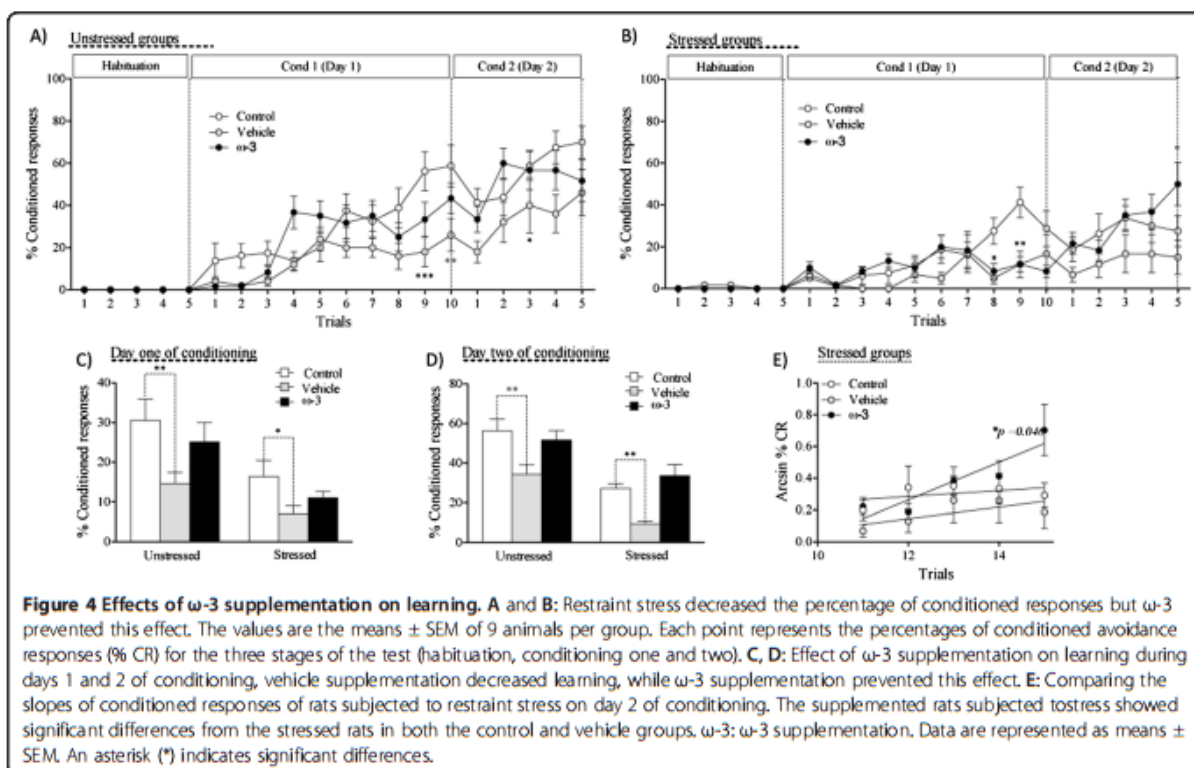 A)
Unstressed groups
Habituation Cond 1 (Day 1) Cond 2 (Day 2)
100
80
60
40
20
0
% Conditioned responses
Control
Vehicle
ω-3
***
**
*
1 2 3 4 5 1 2 3 4 5 6 7 8 9 10 1 2 3 4 5
Trials
B)
Stressed groups
Habituation Cond 1 (Day 1) Cond 2 (Day 2)
100
80
60
40
20
0
% Conditioned responses
Control
Vehicle
ω-3
*
**
*
1 2 3 4 5 1 2 3 4 5 6 7 8 9 10 1 2 3 4 5
Trials
C) Day one of conditioning
40
30
20
10
0
% Conditioned responses
**
*
Control
Vehicle
ω-3
Unstressed Stressed
D) Day two of conditioning
80
60
40
20
0
% Conditioned responses
**
**
Control
Vehicle
ω-3
Unstressed Stressed
E) Stressed groups
1.0
0.8
0.6
0.4
0.2
0.0
Arcsin % CR
Control
Vehicle
ω-3
*p
10 12 14
Trials
Figure 4 Effects of ω-3 supplementation on learning. A and B: Restraint stress decreased the percentage of conditioned responses but ω-3
prevented this effect. The values are the means ± SEM of 9 animals per group. Each point represents the percentages of conditioned avoidance
responses (% CR) for the three stages of the test (habituation, conditioning one and two). C, D: Effect of ω-3 supplementation on learning during
days 1 and 2 of conditioning, vehicle supplementation decreased learning, while ω-3 supplementation prevented this effect. E: Comparing the
slopes of conditioned responses of rats subjected to restraint stress on day 2 of conditioning. The supplemented rats subjected tostress showed
significant differences from the stressed rats in both the control and vehicle groups. ω-3: ω-3 supplementation. Data are represented as means ±
SEM. An asterisk (*) indicates significant differences.